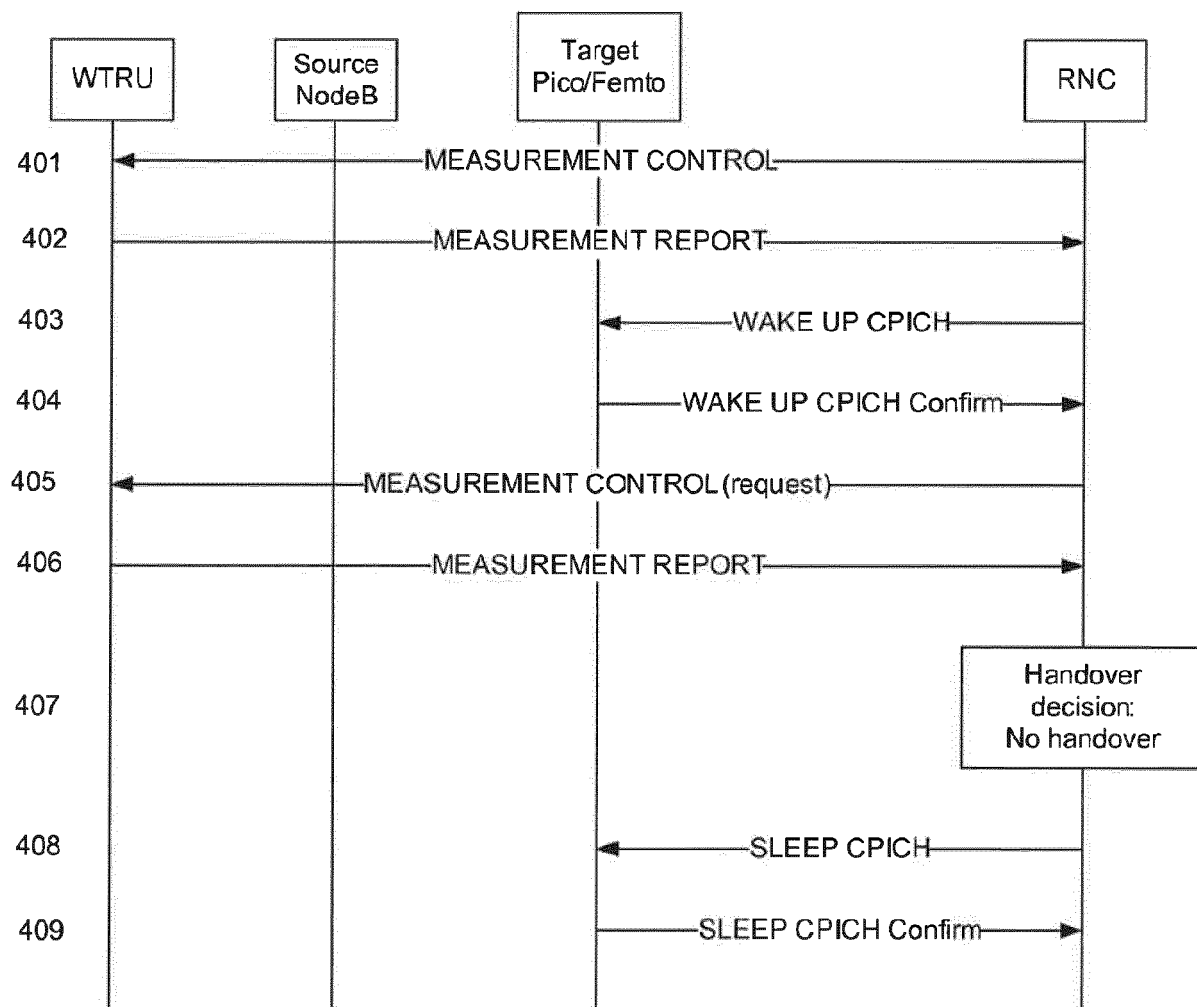 WTRU
Source
NodeB
Target
Pico/Femto
RNC
401
MEASUREMENT CONTROL
402
MEASUREMENT REPORT
403
WAKE UP CPICH
404
WAKE UP CPICH Confirm
405
MEASUREMENT CONTROL (request)
406
MEASUREMENT REPORT
407
Handover
decision:
No handover
408
SLEEP CPICH
409
SLEEP CPICH Confirm